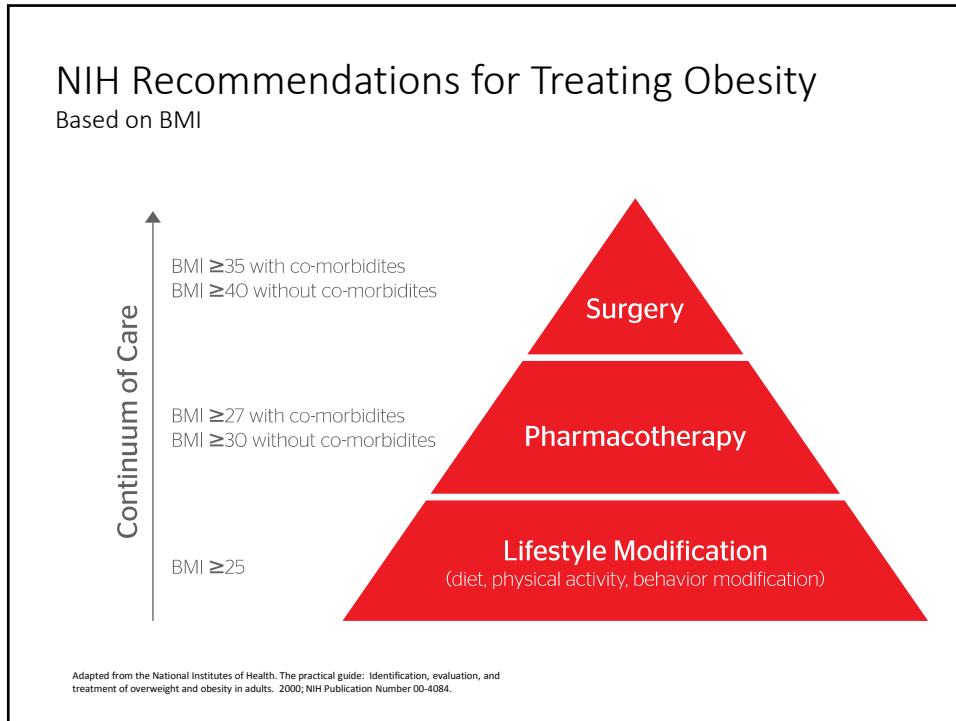 NIH Recommendations for Treating Obesity
Based on BMI
Continuum of Care
BMI ≥35 with co-morbidites
BMI ≥40 without co-morbidites
Surgery
BMI ≥27 with co-morbidites
BMI ≥30 without co-morbidites
Pharmacotherapy
BMI ≥25
Lifestyle Modification
(diet, physical activity, behavior modification)
Adapted from the National Institutes of Health. The practical guide: Identification, evaluation, and
treatment of overweight and obesity in adults. 2000; NIH Publication Number 00-4084.